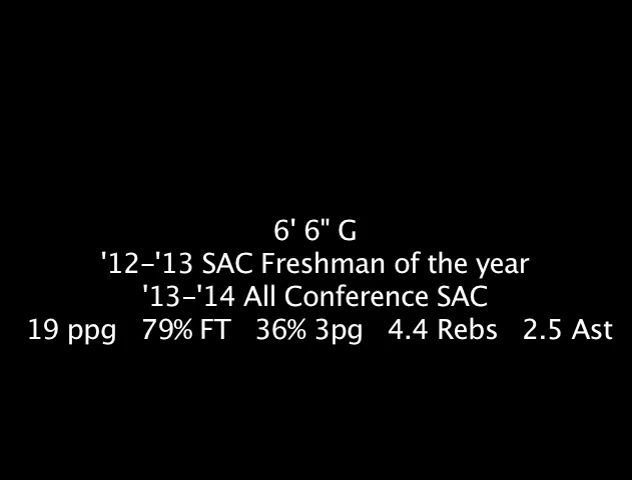 6' 6" G
'12-'13 SAC Freshman of the year
'13-'14 All Conference SAC
19 ppg 79% FT 36% 3pg 4.4 Rebs 2.5 Ast